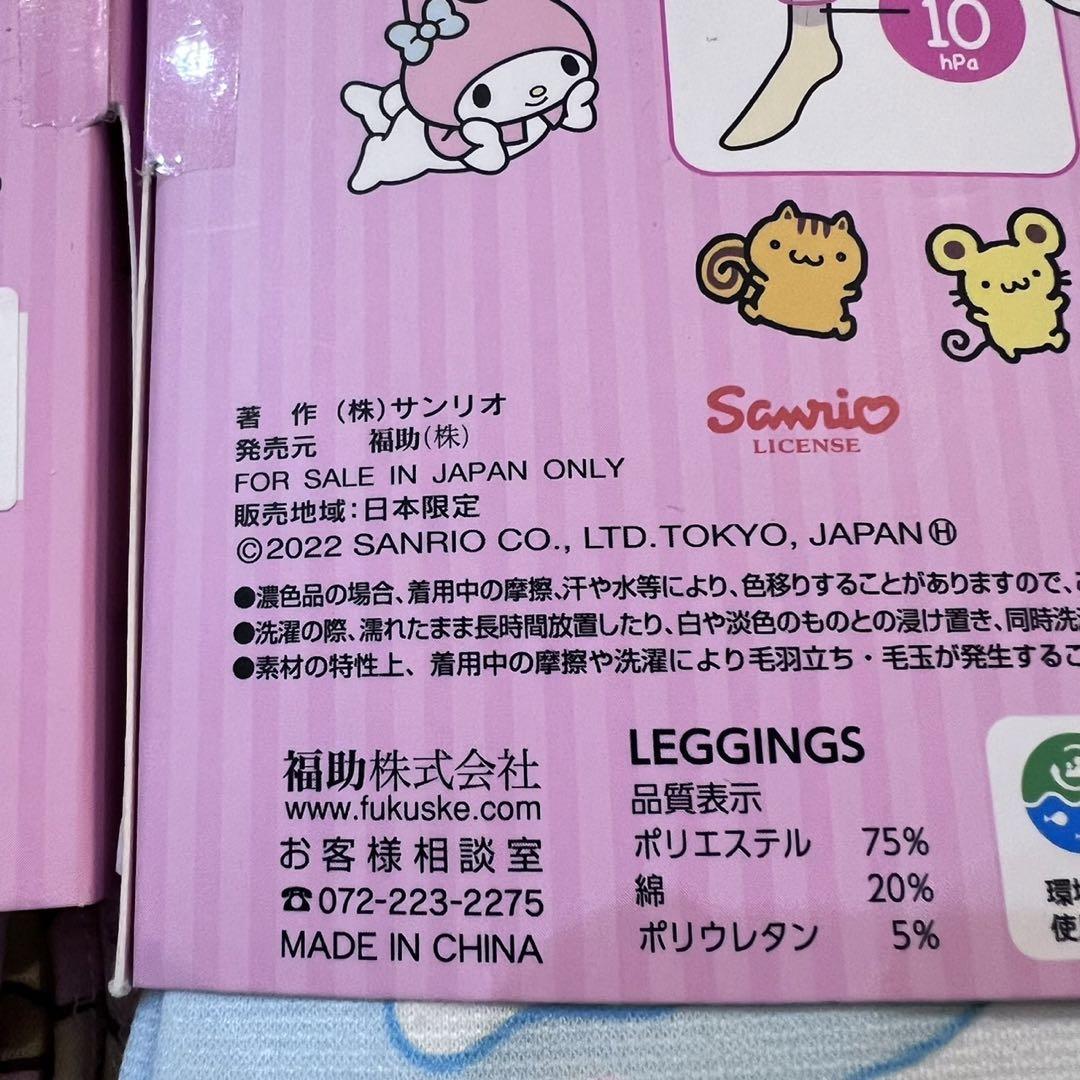 10
hPa
Sanrio
LICENSE
著 作 (株)サンリオ
発売元 福助(株)
FOR SALE IN JAPAN ONLY
販売地域:日本限定
©2022 SANRIO CO., LTD.TOKYO, JAPAN Ⓗ
●濃色品の場合、着用中の摩擦、汗や水等により、色移りすることがありますので、
●洗濯の際、濡れたまま長時間放置したり、白や淡色のものとの浸け置き、同時洗
●素材の特性上、着用中の摩擦や洗濯により毛羽立ち・毛玉が発生するこ
福助株式会社
www.fukuske.com
お客様相談室
☎072-223-2275
MADE IN CHINA
LEGGINGS
品質表示
ポリエステル 75%
綿 20%
ポリウレタン 5%
環
使